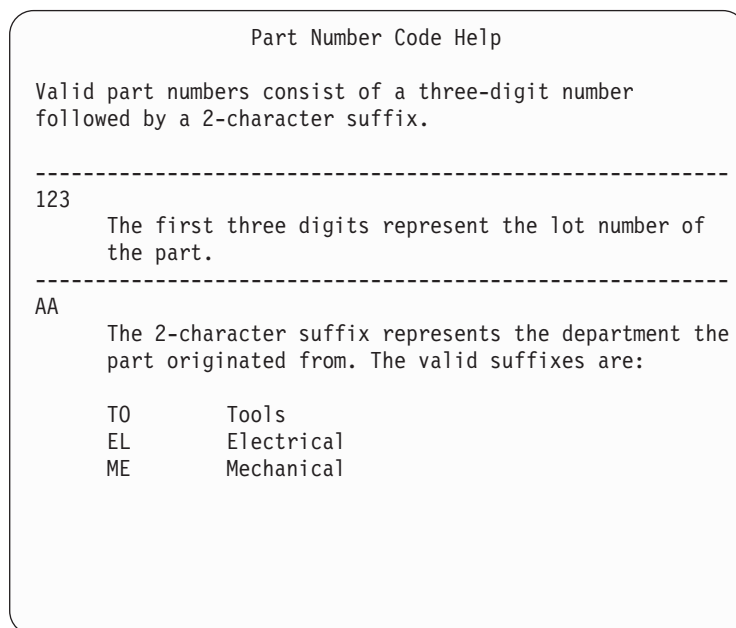 Part Number Code Help
Valid part numbers consist of a three-digit number
followed by a 2-character suffix.
----------------------------------------------------------
123
The first three digits represent the lot number of
the part.
----------------------------------------------------------
AA
The 2-character suffix represents the department the
part originated from. The valid suffixes are:
TO Tools
EL Electrical
ME Mechanical